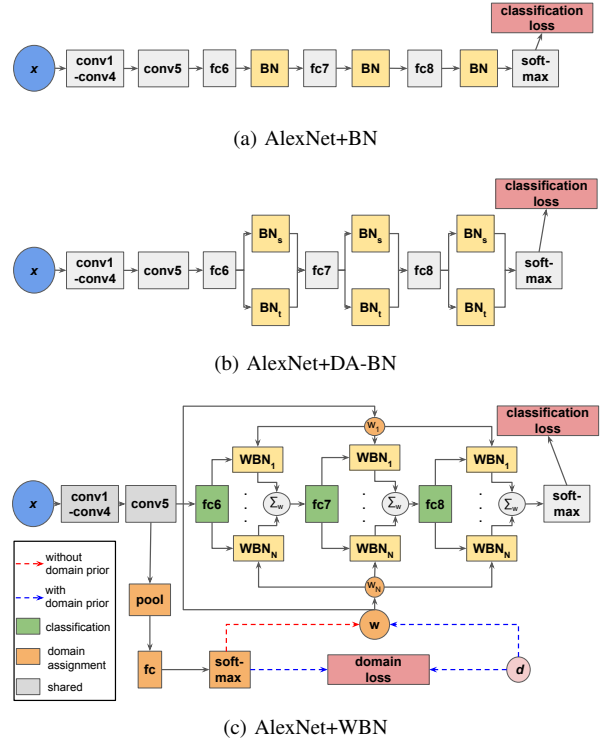 classification
loss
x
conv1
-conv4
conv5
fc6
BN
fc7
BN
fc8
BN
soft-
max
(a) AlexNet+BN
classification
loss
x
conv1
-conv4
conv5
fc6
BNs
BNt
fc7
BNs
BNt
fc8
BNs
BNt
soft-
max
(b) AlexNet+DA-BN
classification
loss
x
conv1
-conv4
conv5
fc6
w1
WBN1
Σw
WBNN
fc7
WBN1
Σw
WBNN
fc8
WBN1
Σw
WBNN
soft-
max
wN
w
pool
fc
soft-
max
domain
loss
d
without
domain prior
with
domain prior
classification
domain
assignment
shared
(c) AlexNet+WBN